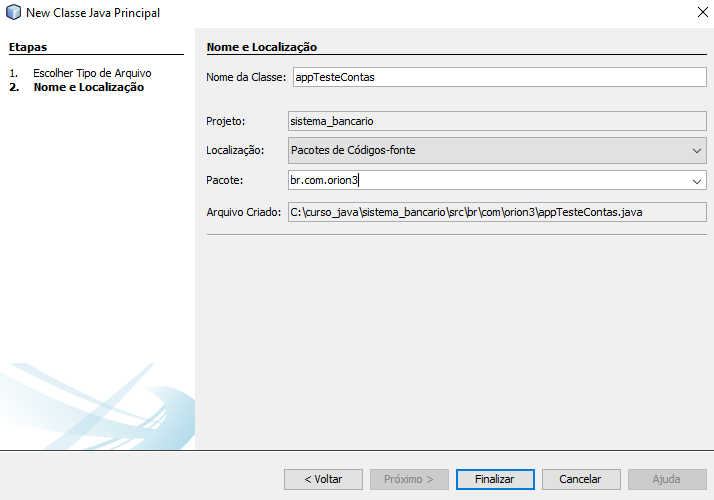 New Classe Java Principal
Etapas
1. Escolher Tipo de Arquivo
2. Nome e Localização
Nome e Localização
Nome da Classe: appTesteContas
Projeto: sistema_bancario
Localização: Pacotes de Códigos-fonte
Pacote: br.com.orion3
Arquivo Criado: C:\curso_java\sistema_bancario\src\br\com\orion3\appTesteContas.java
< Voltar Próximo > Finalizar Cancelar Ajuda